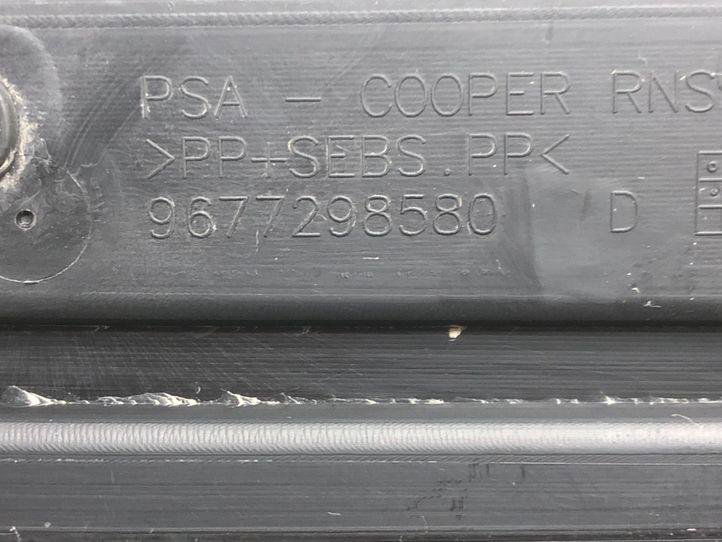 PSA - COOPER RNS
>PP+SEBS.PP<
9677298580 D